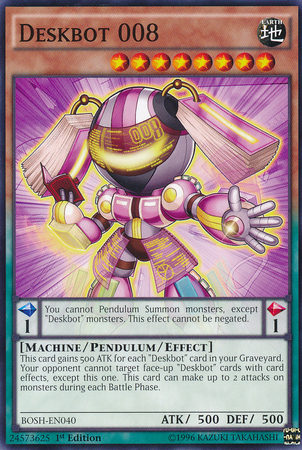 DESKBOT 008
EARTH
地
008
1
You cannot Pendulum Summon monsters, except
"Deskbot" monsters. This effect cannot be negated.
1
[MACHINE/PENDULUM/EFFECT]
This card gains 500 ATK for each "Deskbot" card in your Graveyard.
Your opponent cannot target face-up "Deskbot" cards with card
effects, except this one. This card can make up to 2 attacks on
monsters during each Battle Phase.
BOSH-EN040
ATK/ 500 DEF/ 500
24573625 1st Edition
©1996 KAZUKI TAKAHASHI